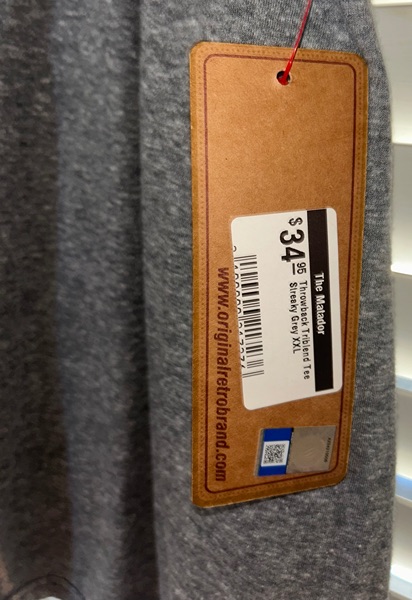 The Matador
Throwback Triblend Tee
Streaky Grey XXL
$34.95
www.originalretrobrand.com